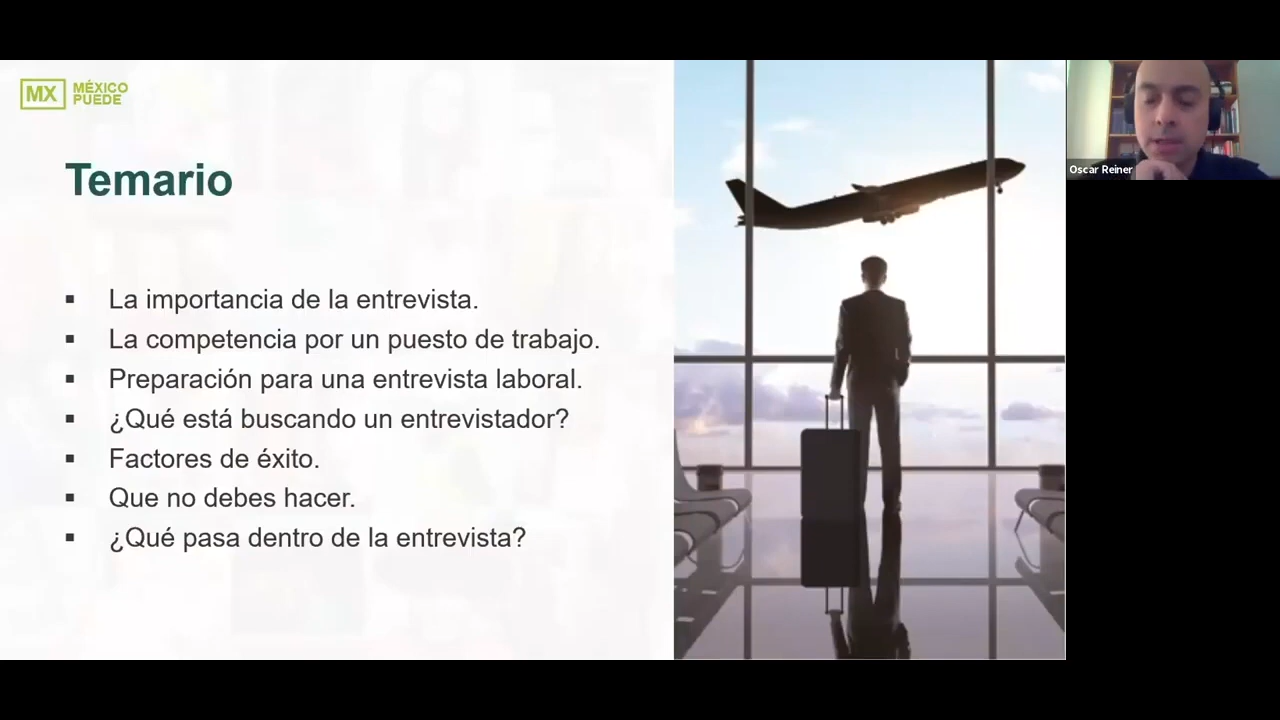 MX MÉXICO
PUEDE
Temario
▪ La importancia de la entrevista.
▪ La competencia por un puesto de trabajo.
▪ Preparación para una entrevista laboral.
▪ ¿Qué está buscando un entrevistador?
▪ Factores de éxito.
▪ Que no debes hacer.
▪ ¿Qué pasa dentro de la entrevista?
Oscar Reiner